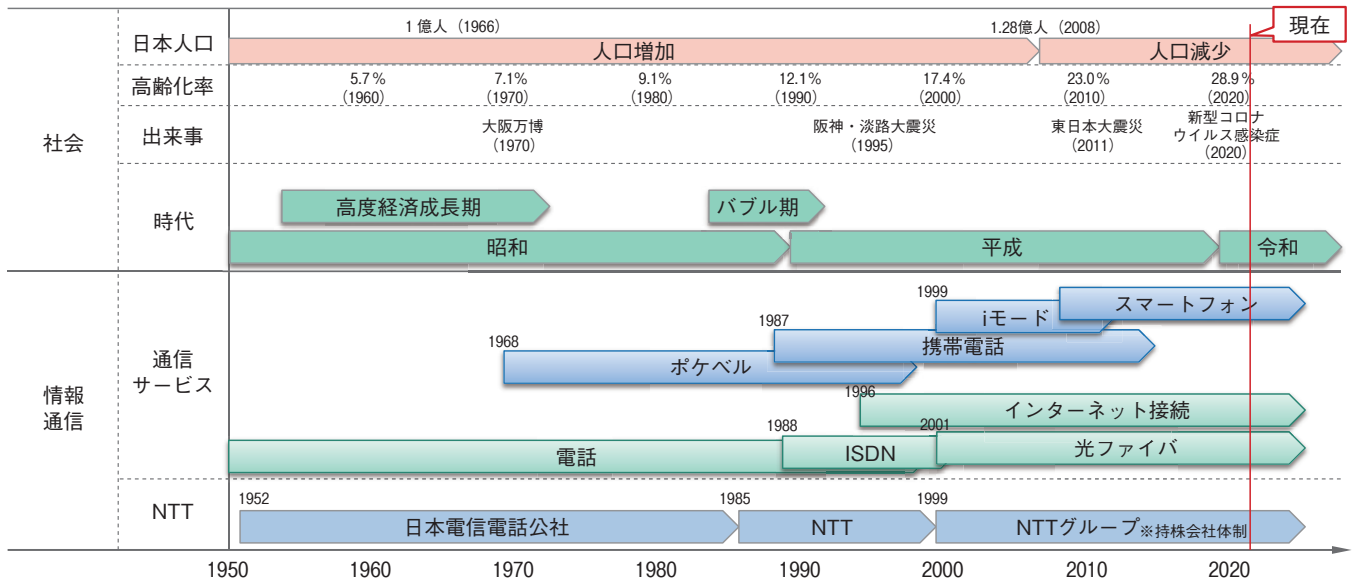 現在
1 億人（1966）
1.28億人（2008）
日本人口
人口増加
人口減少
高齢化率
5.7％
（1960）
7.1％
（1970）
9.1％
（1980）
12.1％
（1990）
17.4％
（2000）
23.0％
（2010）
28.9％
（2020）
社会
出来事
大阪万博
（1970）
阪神・淡路大震災
（1995）
東日本大震災
（2011）
新型コロナ
ウイルス感染症
（2020）
時代
高度経済成長期
バブル期
昭和
平成
令和
情報
通信
通信
サービス
1999
スマートフォン
iモード
1987
携帯電話
1968
ポケベル
1996
インターネット接続
1988
2001
電話
ISDN
光ファイバ
NTT
1952
1985
1999
日本電信電話公社
NTT
NTTグループ※持株会社体制
1950
1960
1970
1980
1990
2000
2010
2020